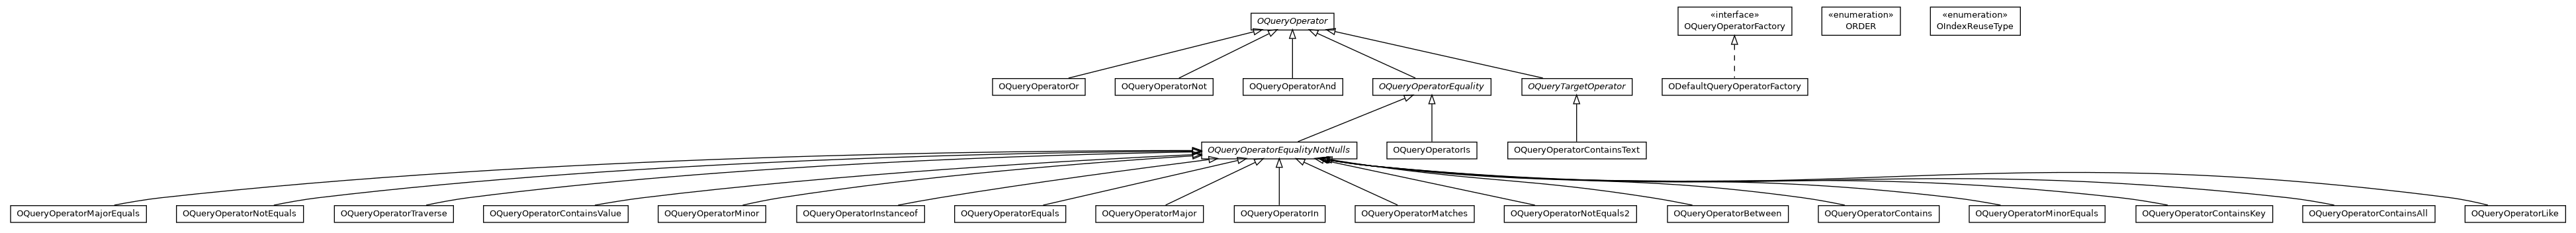 OQueryOperator
«interface»
OQueryOperatorFactory
«enumeration»
ORDER
«enumeration»
OIndexReuseType
OQueryOperatorOr
OQueryOperatorNot
OQueryOperatorAnd
OQueryOperatorEquality
OQueryTargetOperator
ODefaultQueryOperatorFactory
OQueryOperatorEqualityNotNulls
OQueryOperatorIs
OQueryOperatorContainsText
OQueryOperatorMajorEquals
OQueryOperatorNotEquals
OQueryOperatorTraverse
OQueryOperatorContainsValue
OQueryOperatorMinor
OQueryOperatorInstanceof
OQueryOperatorEquals
OQueryOperatorMajor
OQueryOperatorIn
OQueryOperatorMatches
OQueryOperatorNotEquals2
OQueryOperatorBetween
OQueryOperatorContains
OQueryOperatorMinorEquals
OQueryOperatorContainsKey
OQueryOperatorContainsAll
OQueryOperatorLike